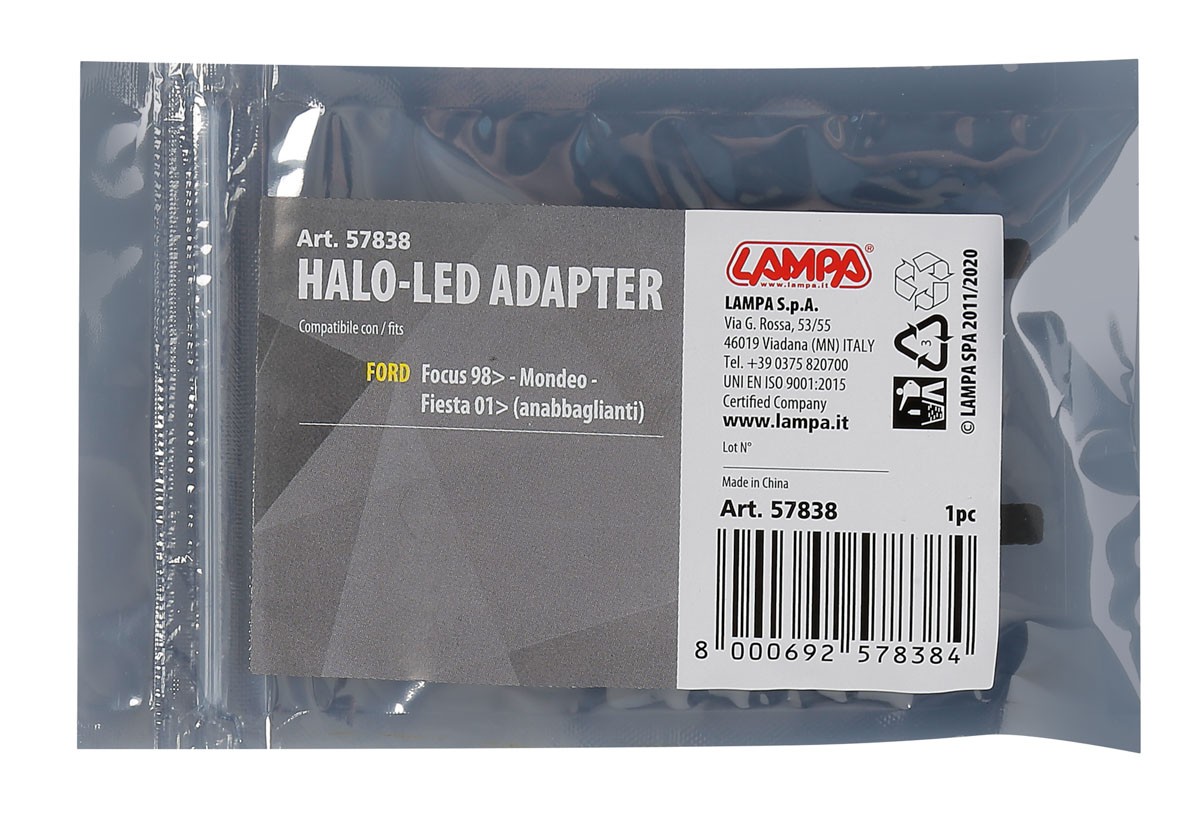 Art. 57838
HALO-LED ADAPTER
Compatibile con / fits
FORD Focus 98> - Mondeo -
Fiesta 01> (anabbaglianti)
LAMPA®
www.lampa.it
LAMPA S.p.A.
Via G. Rossa, 53/55
46019 Viadana (MN) ITALY
Tel. +39 0375 820700
UNI EN ISO 9001:2015
Certified Company
www.lampa.it
Lot N°
Made in China
Art. 57838 1pc
8 000692 578384
3
© LAMPA SPA 2011/2020